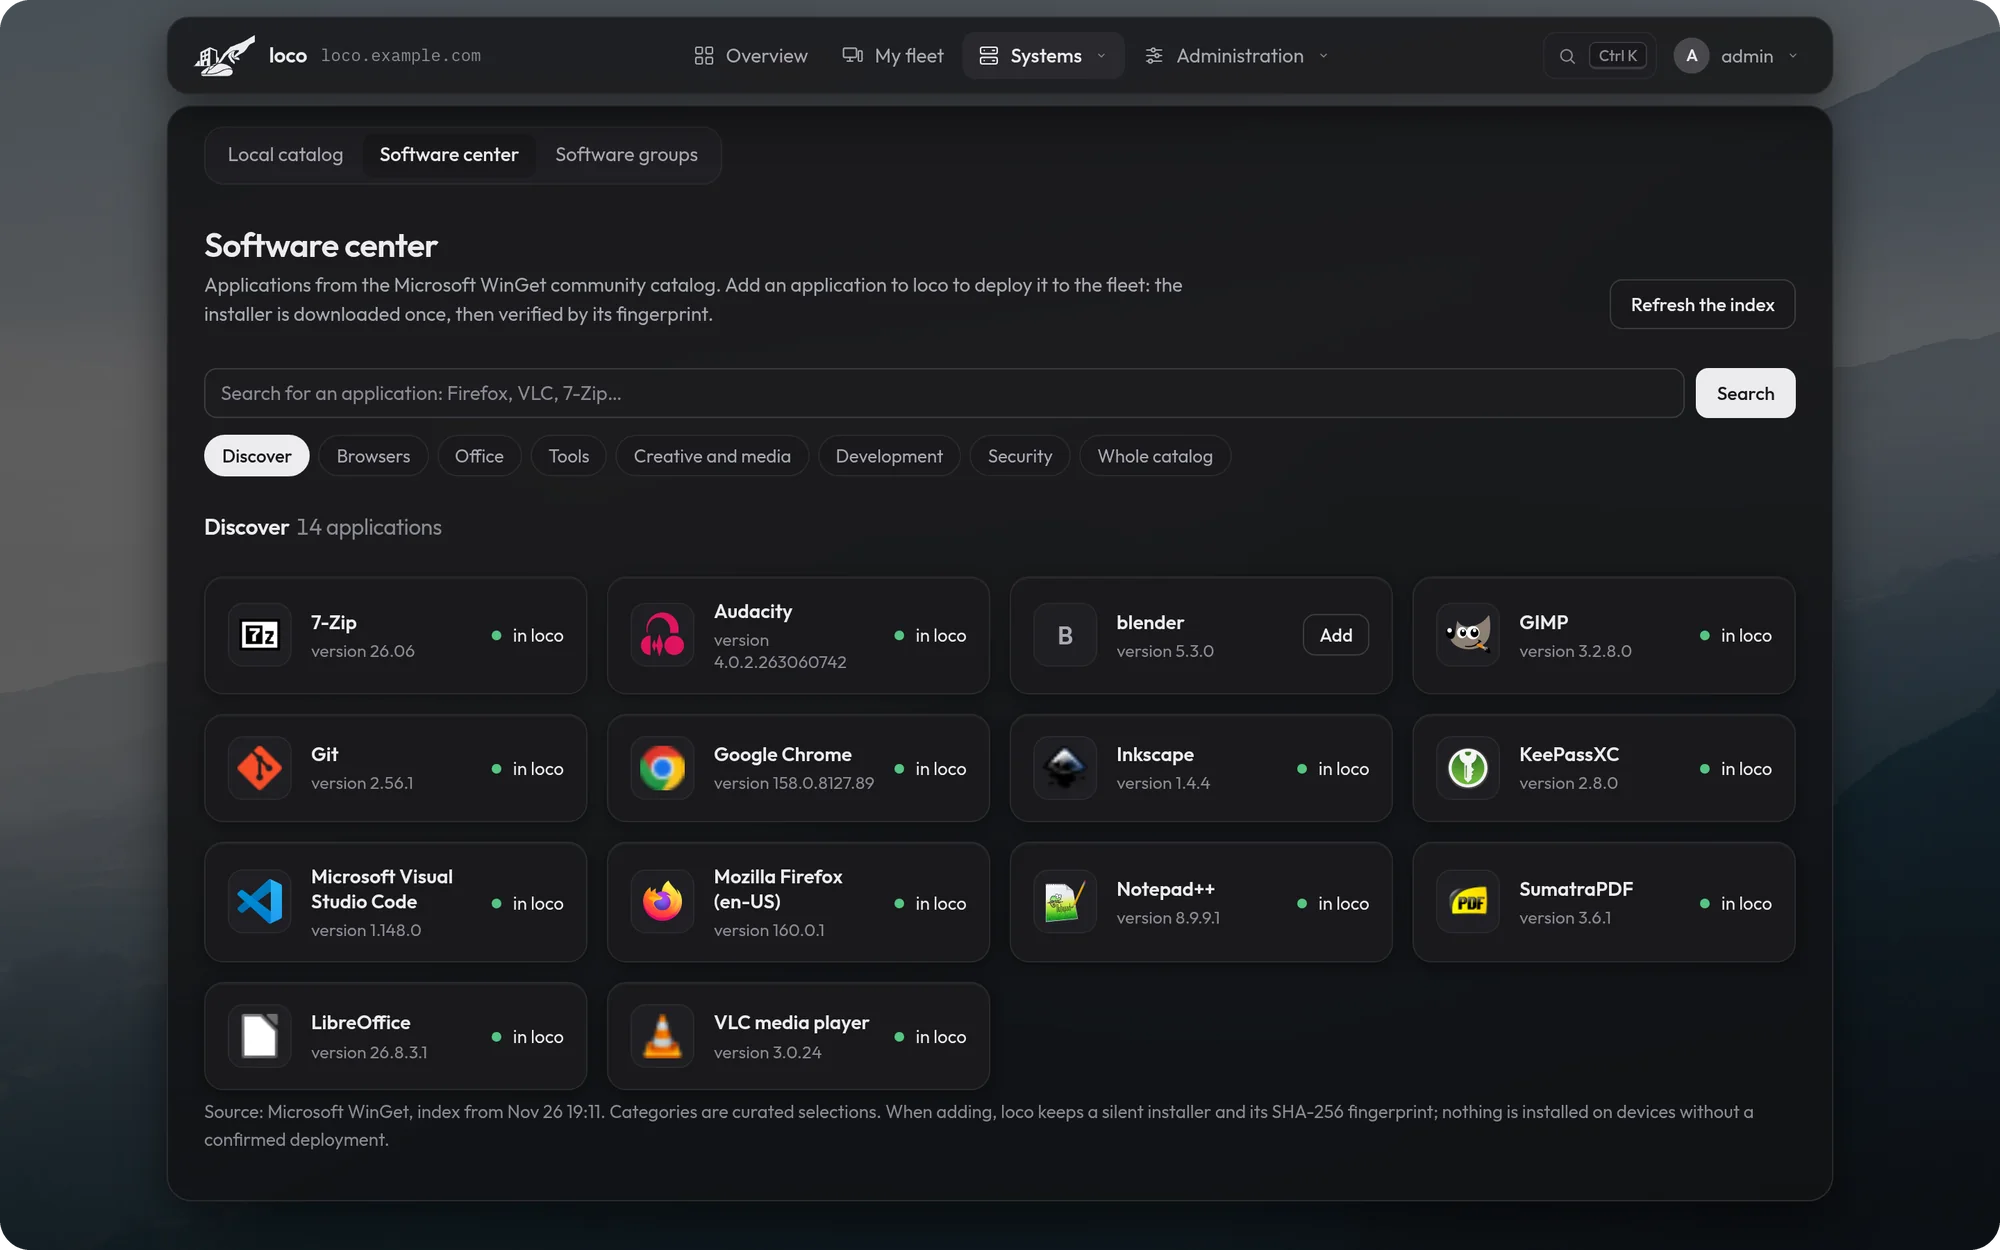 loco loco.example.com Overview My fleet Systems Administration Ctrl K A admin
Local catalog Software center Software groups
Software center
Applications from the Microsoft WinGet community catalog. Add an application to loco to deploy it to the fleet: the
installer is downloaded once, then verified by its fingerprint.
Refresh the index
Search for an application: Firefox, VLC, 7-Zip... Search
Discover Browsers Office Tools Creative and media Development Security Whole catalog
Discover 14 applications
7z
7-Zip
version 26.06
in loco
Audacity
version
4.0.2.263060742
in loco
B
blender
version 5.3.0
Add
GIMP
version 3.2.8.0
in loco
Git
version 2.56.1
in loco
Google Chrome
version 158.0.8127.89
in loco
Inkscape
version 1.4.4
in loco
KeePassXC
version 2.8.0
in loco
Microsoft Visual
Studio Code
version 1.148.0
in loco
Mozilla Firefox
(en-US)
version 160.0.1
in loco
Notepad++
version 8.9.9.1
in loco
PDF
SumatraPDF
version 3.6.1
in loco
LibreOffice
version 26.8.3.1
in loco
VLC media player
version 3.0.24
in loco
Source: Microsoft WinGet, index from Nov 26 19:11. Categories are curated selections. When adding, loco keeps a silent installer and its SHA-256 fingerprint; nothing is installed on devices without a
confirmed deployment.